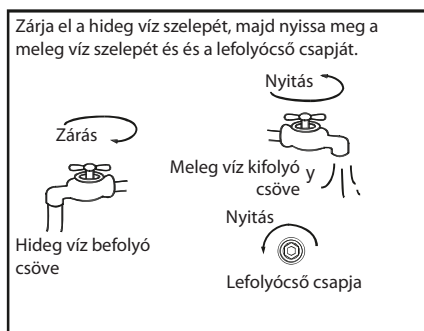 Zárja el a hideg víz szelepét, majd nyissa meg a
meleg víz szelepét és és a lefolyócső csapját.
Nyitás
Zárás
Meleg víz kifolyó
csöve
Nyitás
Hideg víz befolyó
csöve
Lefolyócső csapja